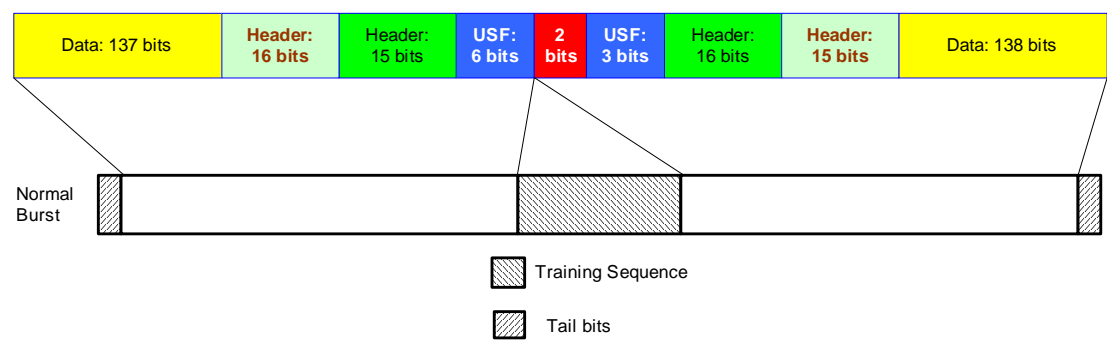 Data: 137 bits
Header:
16 bits
Header:
15 bits
USF:
6 bits
2
bits
USF:
3 bits
Header:
16 bits
Header:
15 bits
Data: 138 bits
Normal
Burst
Training Sequence
Tail bits